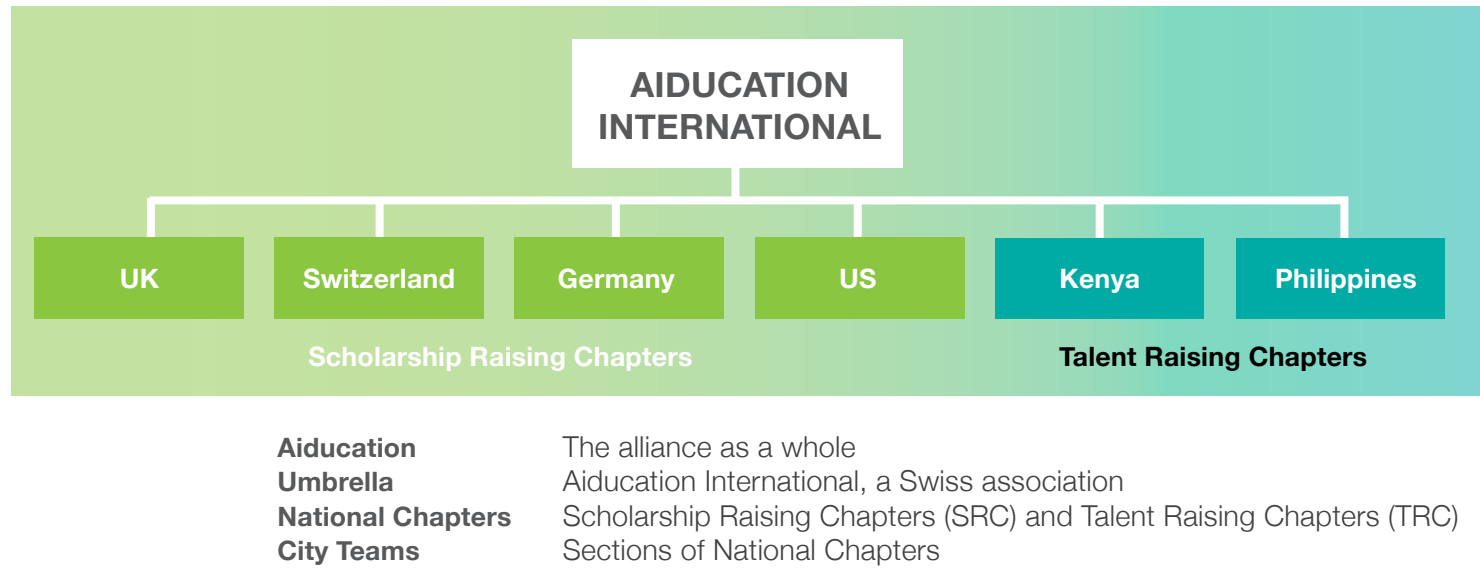 AIDUCATION
INTERNATIONAL
UK
Switzerland
Germany
US
Kenya
Philippines
Scholarship Raising Chapters
Talent Raising Chapters
Aiducation The alliance as a whole
Umbrella Aiducation International, a Swiss association
National Chapters Scholarship Raising Chapters (SRC) and Talent Raising Chapters (TRC)
City Teams Sections of National Chapters